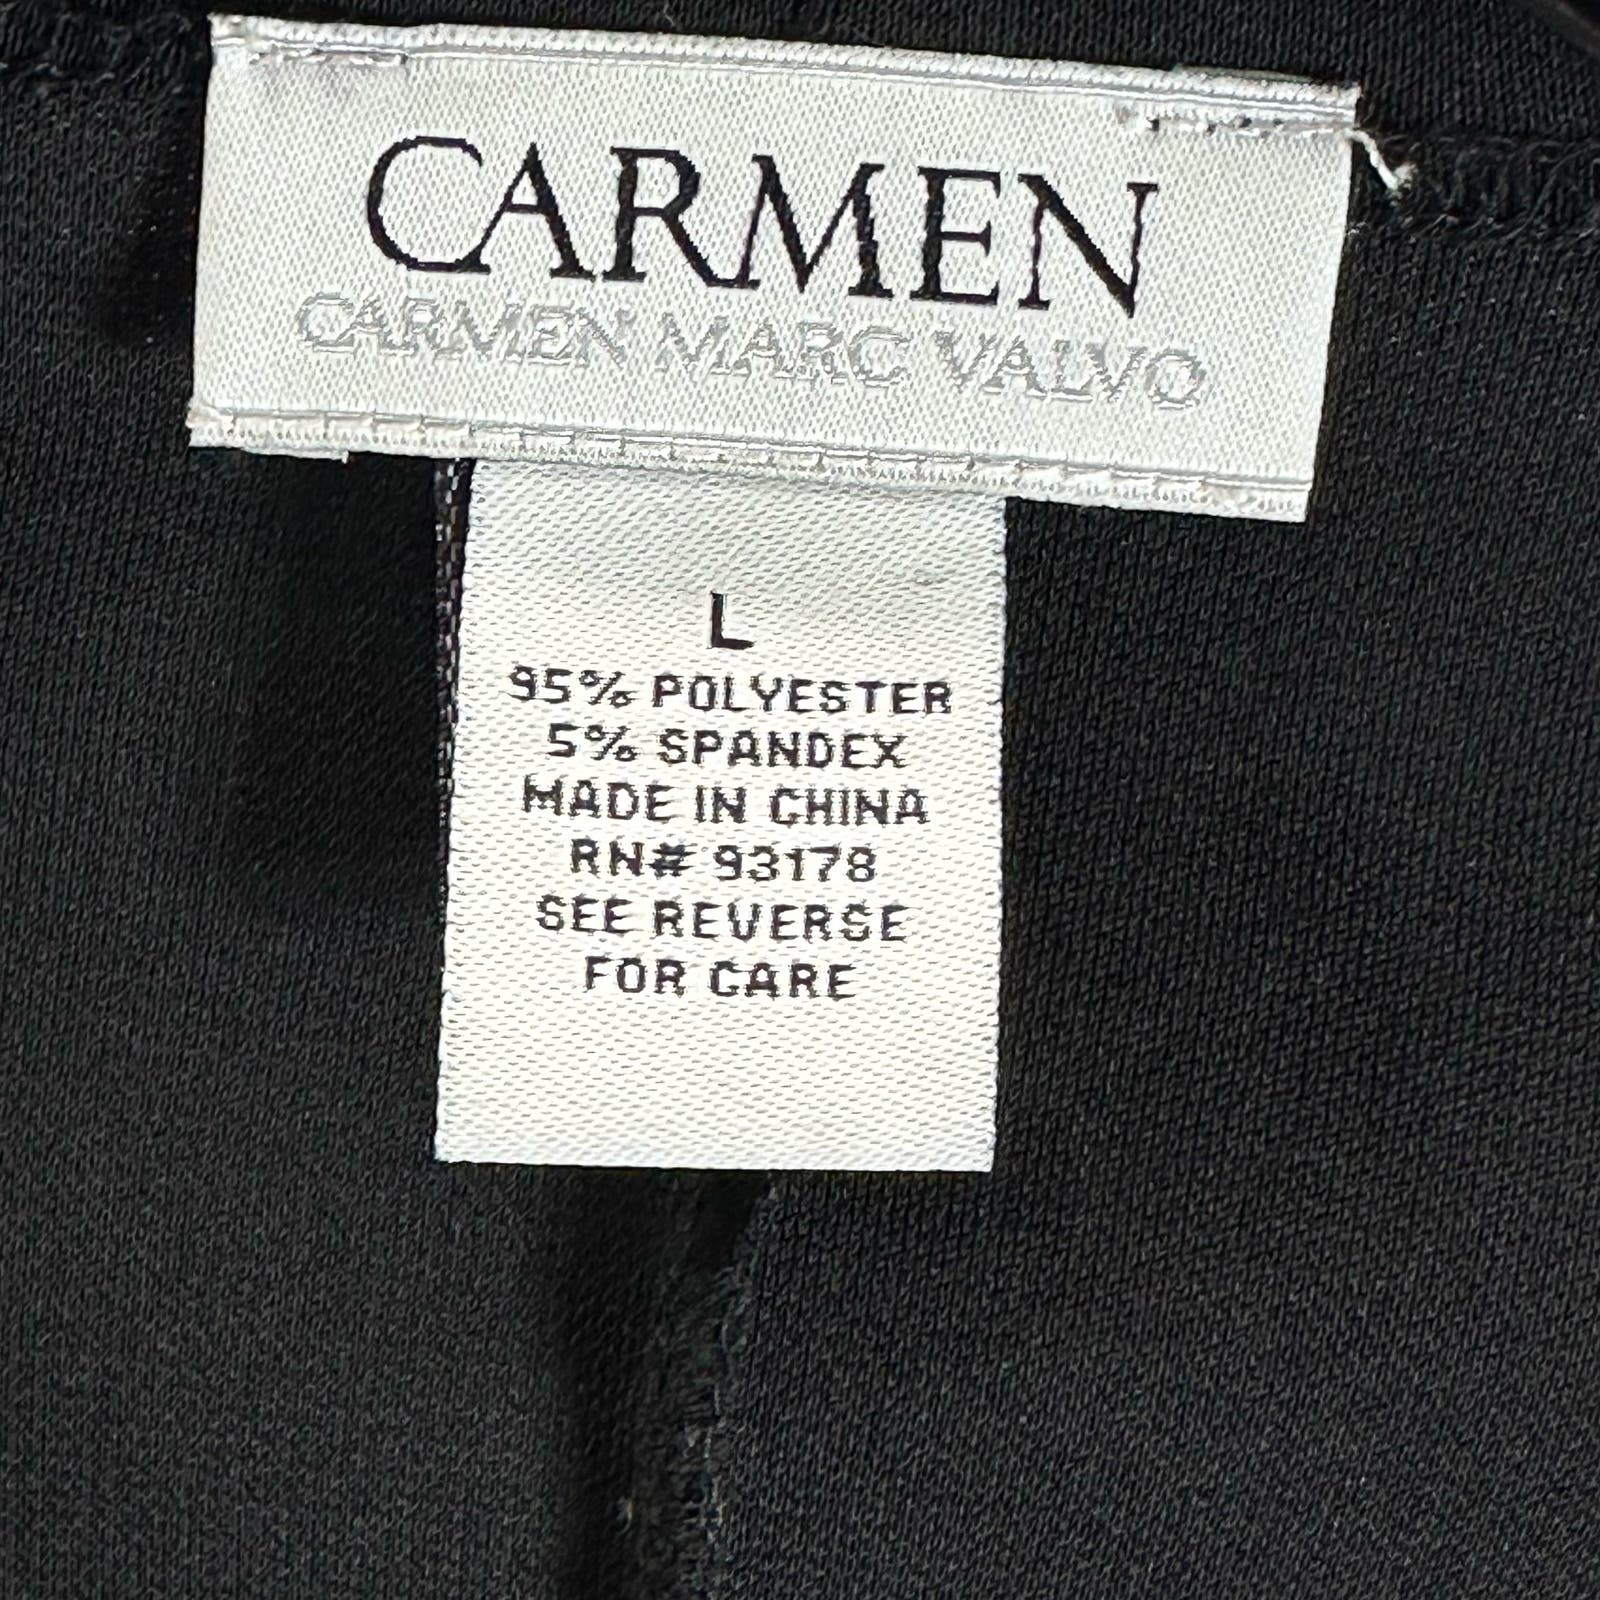 CARMEN
CARMEN MARC VALVO
L
95% POLYESTER
5% SPANDEX
MADE IN CHINA
RN# 93178
SEE REVERSE
FOR CARE